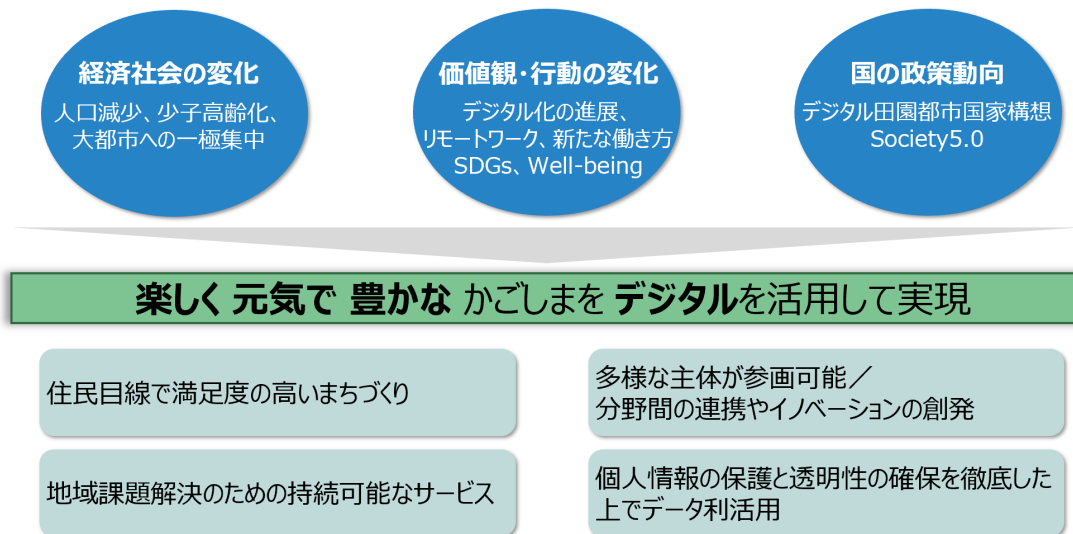 経済社会の変化
人口減少、少子高齢化、
大都市への一極集中
価値観・行動の変化
デジタル化の進展、
リモートワーク、新たな働き方
SDGs、Well-being
国の政策動向
デジタル田園都市国家構想
Society5.0
楽しく 元気で 豊かな かごしまを デジタルを活用して実現
住民目線で満足度の高いまちづくり
多様な主体が参画可能／
分野間の連携やイノベーションの創発
地域課題解決のための持続可能なサービス
個人情報の保護と透明性の確保を徹底した
上でデータ利活用